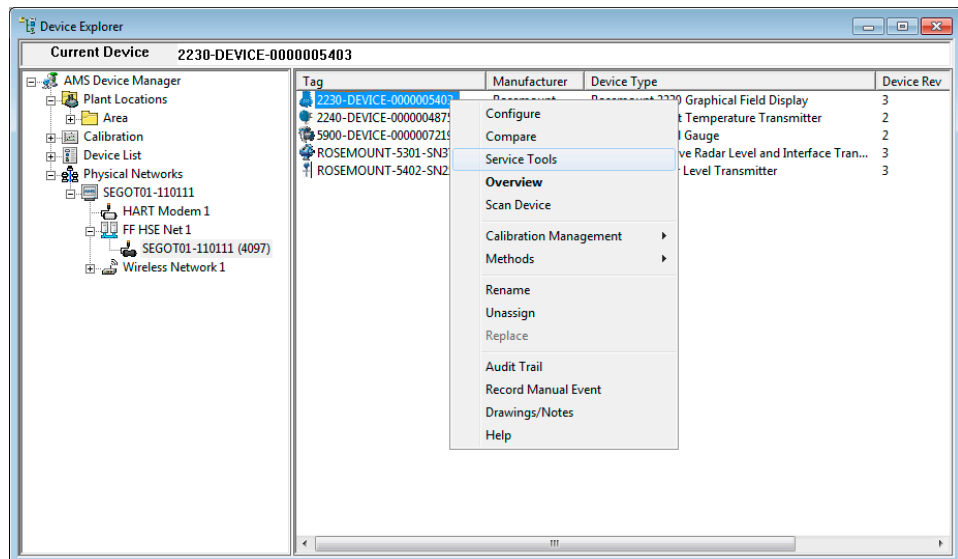 Device Explorer
Current Device 2230-DEVICE-0000005403
AMS Device Manager
Plant Locations
Area
Calibration
Device List
Physical Networks
SEGOT01-110111
HART Modem 1
FF HSE Net 1
SEGOT01-110111 (4097)
Wireless Network 1
Tag Manufacturer Device Type Device Rev
2230-DEVICE-0000005403 Rosemount Rosemount 2230 Graphical Field Display 3
2240-DEVICE-000000487 t Temperature Transmitter 2
5900-DEVICE-0000007219 l Gauge 2
ROSEMOUNT-5301-SN3 ve Radar Level and Interface Tran... 3
ROSEMOUNT-5402-SN2 r Level Transmitter 3
Configure
Compare
Service Tools
Overview
Scan Device
Calibration Management
Methods
Rename
Unassign
Replace
Audit Trail
Record Manual Event
Drawings/Notes
Help